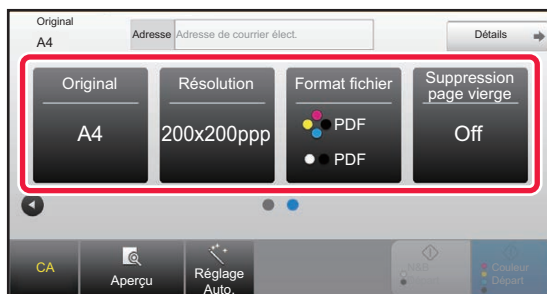 Original
A4
Adresse Adresse de courrier élect.
Détails
Original
A4
Résolution
200x200ppp
Format fichier
PDF
PDF
Suppression
page vierge
Off
CA
Aperçu
Réglage
Auto.
N&B
Départ
Couleur
Départ